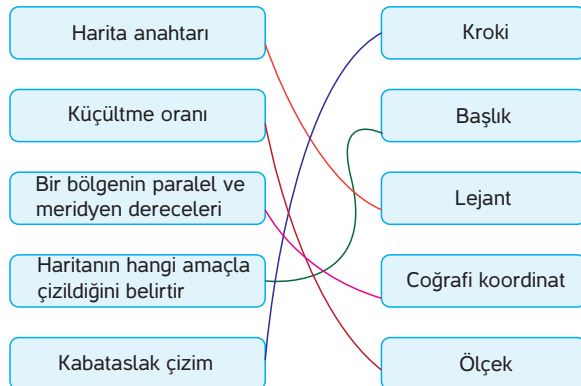 Harita anahtarı
Kroki
Küçültme oranı
Başlık
Bir bölgenin paralel ve
meridyen dereceleri
Lejant
Haritanın hangi amaçla
çizildiğini belirtir
Coğrafi koordinat
Kabataslak çizim
Ölçek